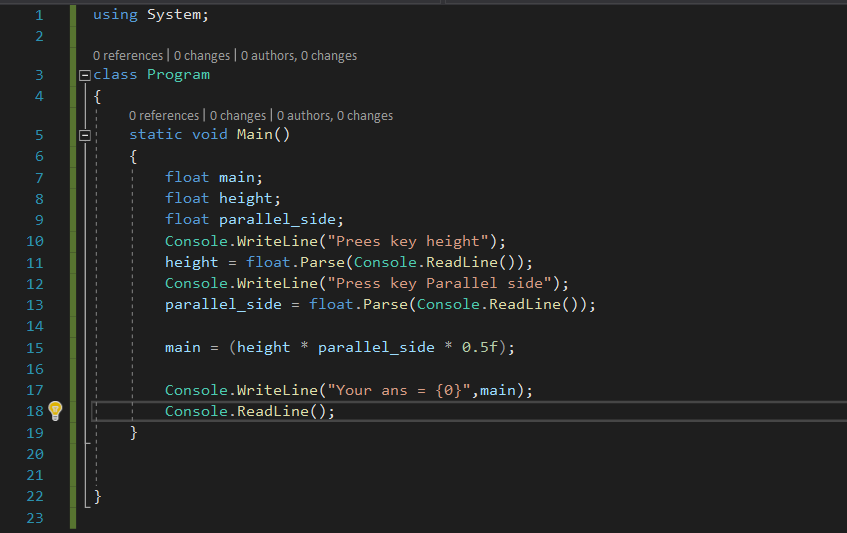 1 using System;
2
0 references | 0 changes | 0 authors, 0 changes
3 class Program
4 {
0 references | 0 changes | 0 authors, 0 changes
5 static void Main()
6 {
7 float main;
8 float height;
9 float parallel_side;
10 Console.WriteLine("Prees key height");
11 height = float.Parse(Console.ReadLine());
12 Console.WriteLine("Press key Parallel side");
13 parallel_side = float.Parse(Console.ReadLine());
14
15 main = (height * parallel_side * 0.5f);
16
17 Console.WriteLine("Your ans = {0}",main);
18 Console.ReadLine();
19 }
20
21
22 }
23